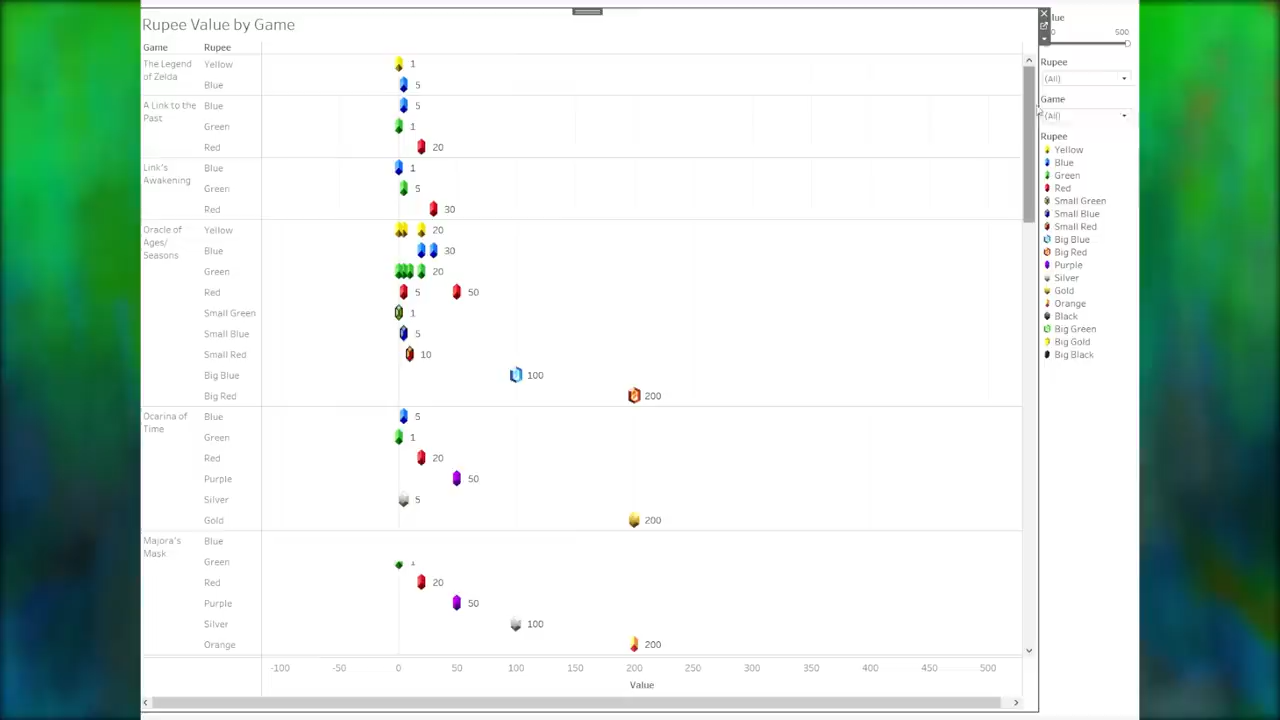 Rupee Value by Game
Game Rupee
The Legend of Zelda
Yellow 1
Blue 5
A Link to the Past
Blue 5
Green 1
Red 20
Link's Awakening
Blue 1
Green 5
Red 30
Oracle of Ages/ Seasons
Yellow 20
Blue 30
Green 20
Red 5 50
Small Green 1
Small Blue 5
Small Red 10
Big Blue 100
Big Red 200
Ocarina of Time
Blue 5
Green 1
Red 20
Purple 50
Silver 5
Gold 200
Majora's Mask
Blue
Green
Red 20
Purple 50
Silver 100
Orange 200
-100 -50 0 50 100 150 200 250 300 350 400 450 500
Value
lue
0 500
Rupee
(All)
Game
(All)
Rupee
Yellow
Blue
Green
Red
Small Green
Small Blue
Small Red
Big Blue
Big Red
Purple
Silver
Gold
Orange
Black
Big Green
Big Gold
Big Black